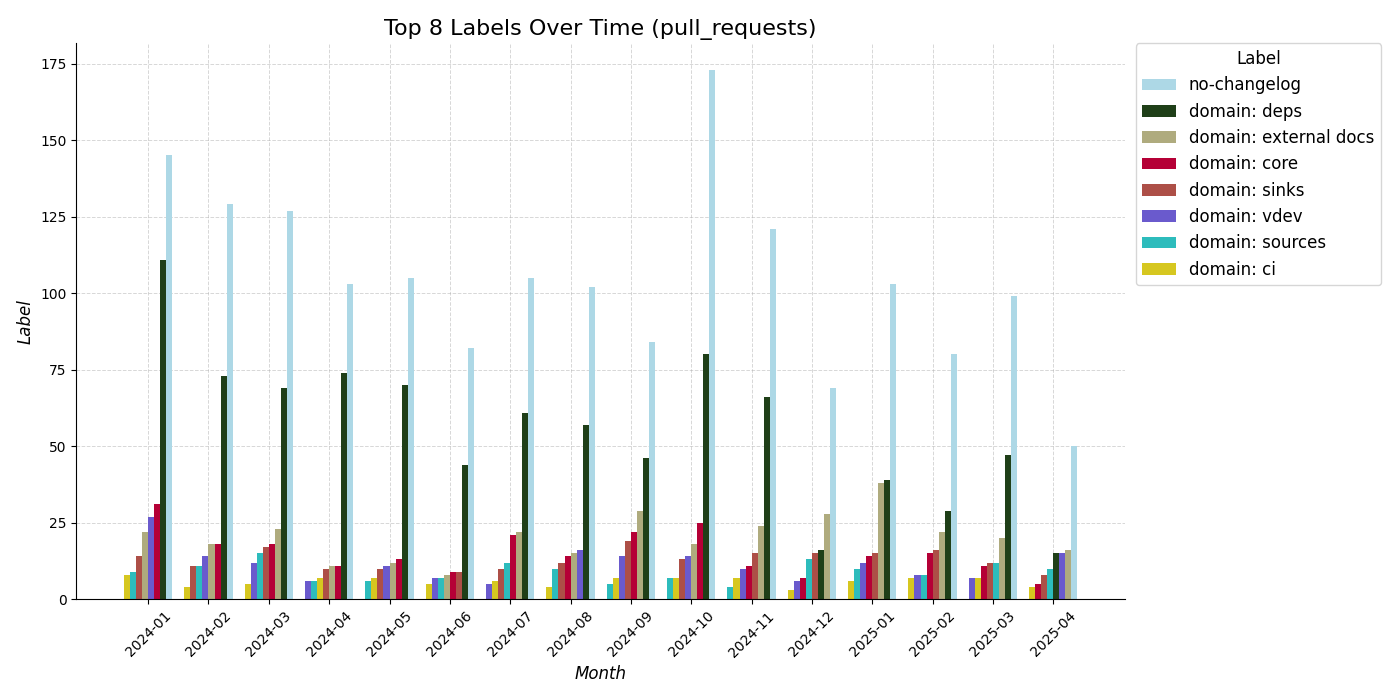 Top 8 Labels Over Time (pull_requests)
Label
no-changelog
domain: deps
domain: external docs
domain: core
domain: sinks
domain: vdev
domain: sources
domain: ci
175
150
125
100
75
50
25
0
Label
2024-01
2024-02
2024-03
2024-04
2024-05
2024-06
2024-07
2024-08
2024-09
2024-10
2024-11
2024-12
2025-01
2025-02
2025-03
2025-04
Month